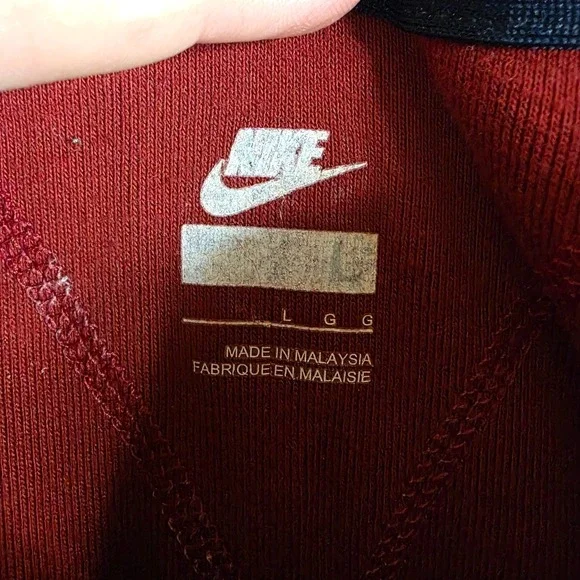 NIKE
L
L G G
MADE IN MALAYSIA
FABRIQUE EN MALAISIE